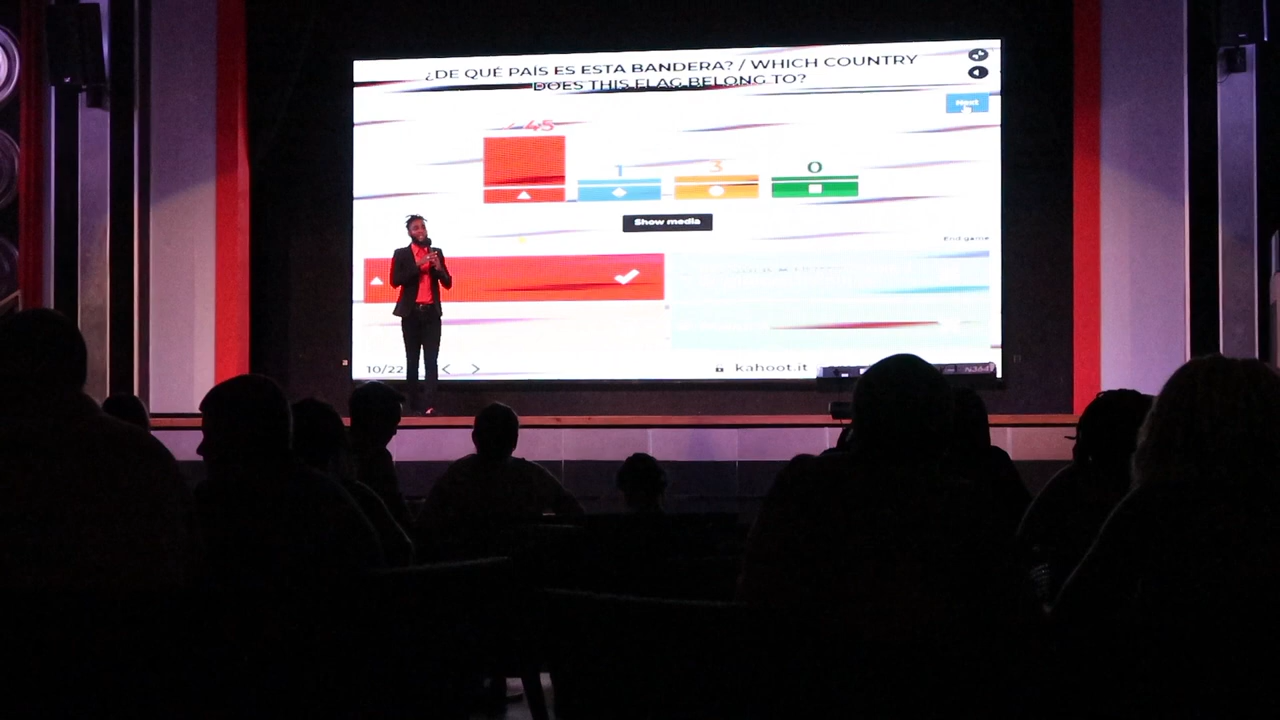 ¿DE QUÉ PAÍS ES ESTA BANDERA? / WHICH COUNTRY
DOES THIS FLAG BELONG TO?
Next
45
1
3
0
Show media
End game
10/22
kahoot.it